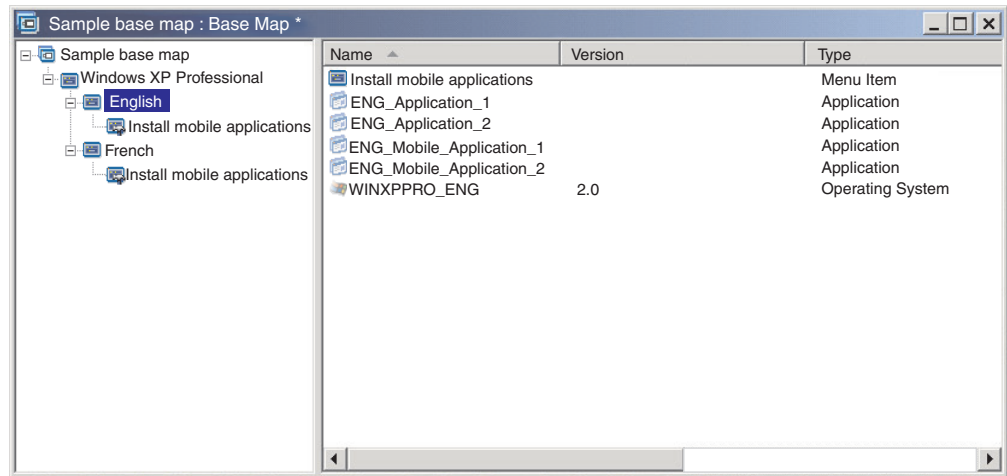 Sample base map : Base Map *
Sample base map
Windows XP Professional
English
Install mobile applications
French
Install mobile applications
Name Version Type
Install mobile applications Menu Item
ENG_Application_1 Application
ENG_Application_2 Application
ENG_Mobile_Application_1 Application
ENG_Mobile_Application_2 Application
WINXPPRO_ENG 2.0 Operating System